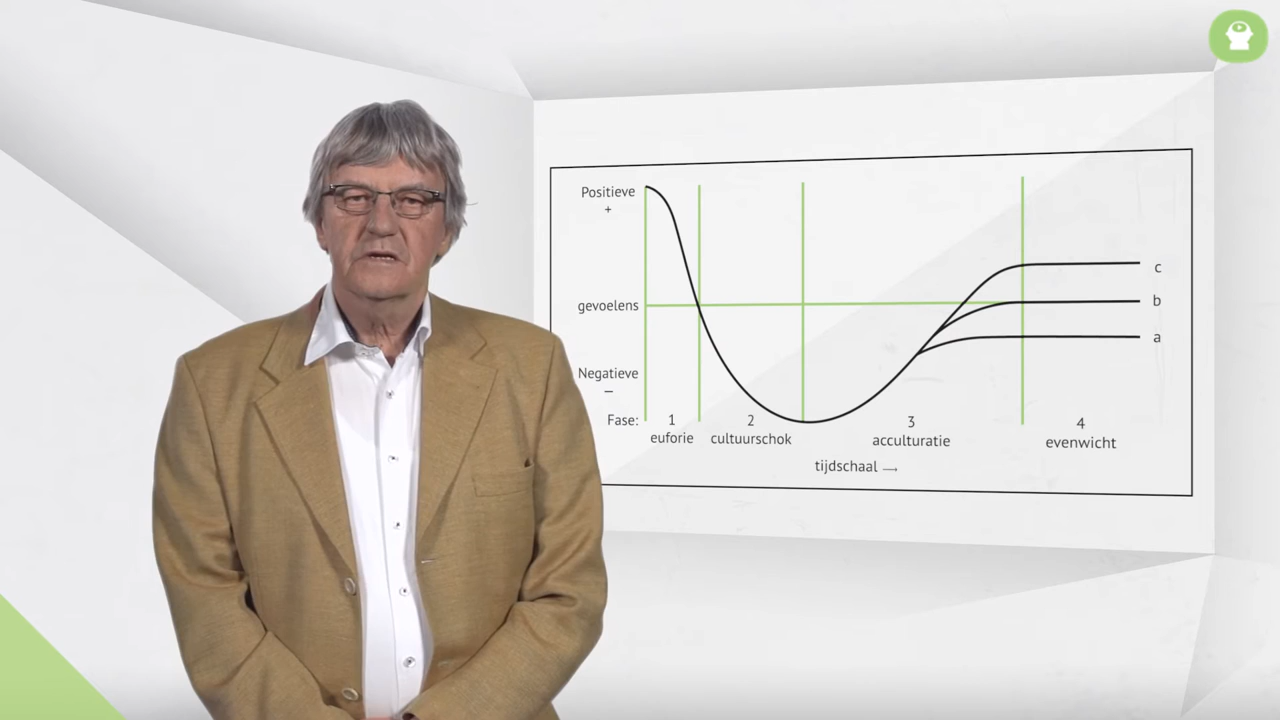 Positieve
+
gevoelens
Negatieve
–
Fase: 1 2 3 4
euforie cultuurschok acculturatie evenwicht
tijdschaal →
c
b
a